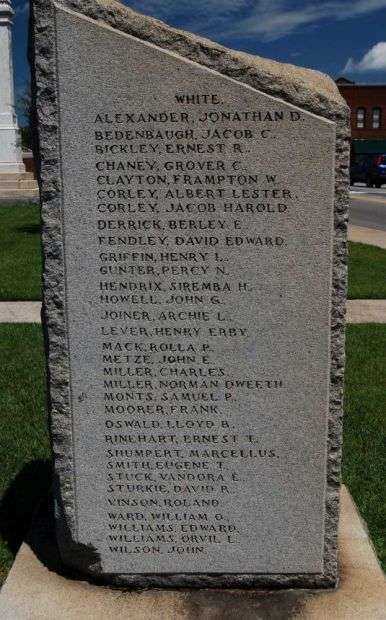 WHITE.
ALEXANDER, JONATHAN D.
BEDENBAUGH, JACOB C.
BICKLEY, ERNEST R.
CHANEY, GROVER C.
CLAYTON, FRAMPTON W.
CORLEY, ALBERT LESTER.
CORLEY, JACOB HAROLD.
DERRICK, BERLEY E.
FENDLEY, DAVID EDWARD.
GRIFFIN, HENRY L.
GUNTER, PERCY N.
HENDRIX, SIREMBA H.
HOWELL, JOHN G.
JOINER, ARCHIE L.
LEVER, HENRY ERBY.
MACK, ROLLA P.
METZE, JOHN E.
MILLER, CHARLES.
MILLER, NORMAN DWEETH.
MONTS, SAMUEL P.
MOORER, FRANK.
OSWALD, LLOYD B.
RINEHART, ERNEST T.
SHUMPERT, MARCELLUS.
SMITH, EUGENE T.
STUCK, VANDORA E.
STURKIE, DAVID R.
VINSON, ROLAND.
WARD, WILLIAM O.
WILLIAMS, EDWARD.
WILLIAMS, ORVIL L.
WILSON, JOHN.